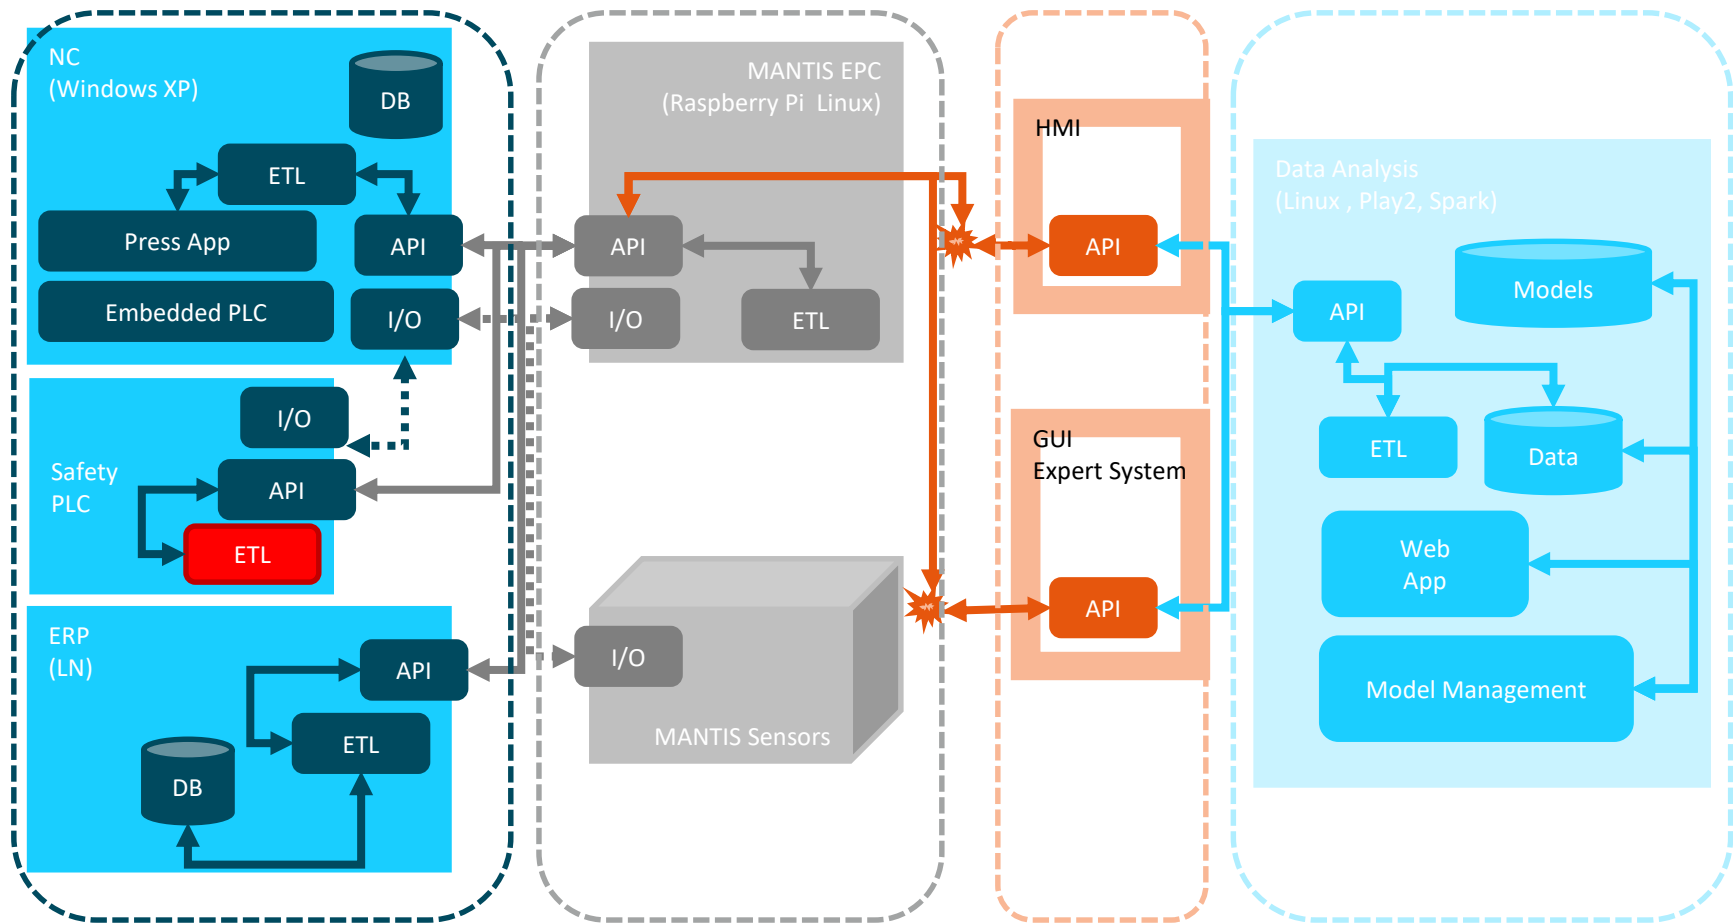 NC
(Windows XP)
DB
ETL
Press App
API
Embedded PLC
I/O
I/O
Safety
PLC
API
ETL
ERP
(LN)
API
ETL
DB
MANTIS EPC
(Raspberry Pi  Linux)
API
I/O
ETL
I/O
MANTIS Sensors
HMI
API
GUI
Expert System
API
Data Analysis
(Linux , Play2, Spark)
Models
API
ETL
Data
Web
App
Model Management